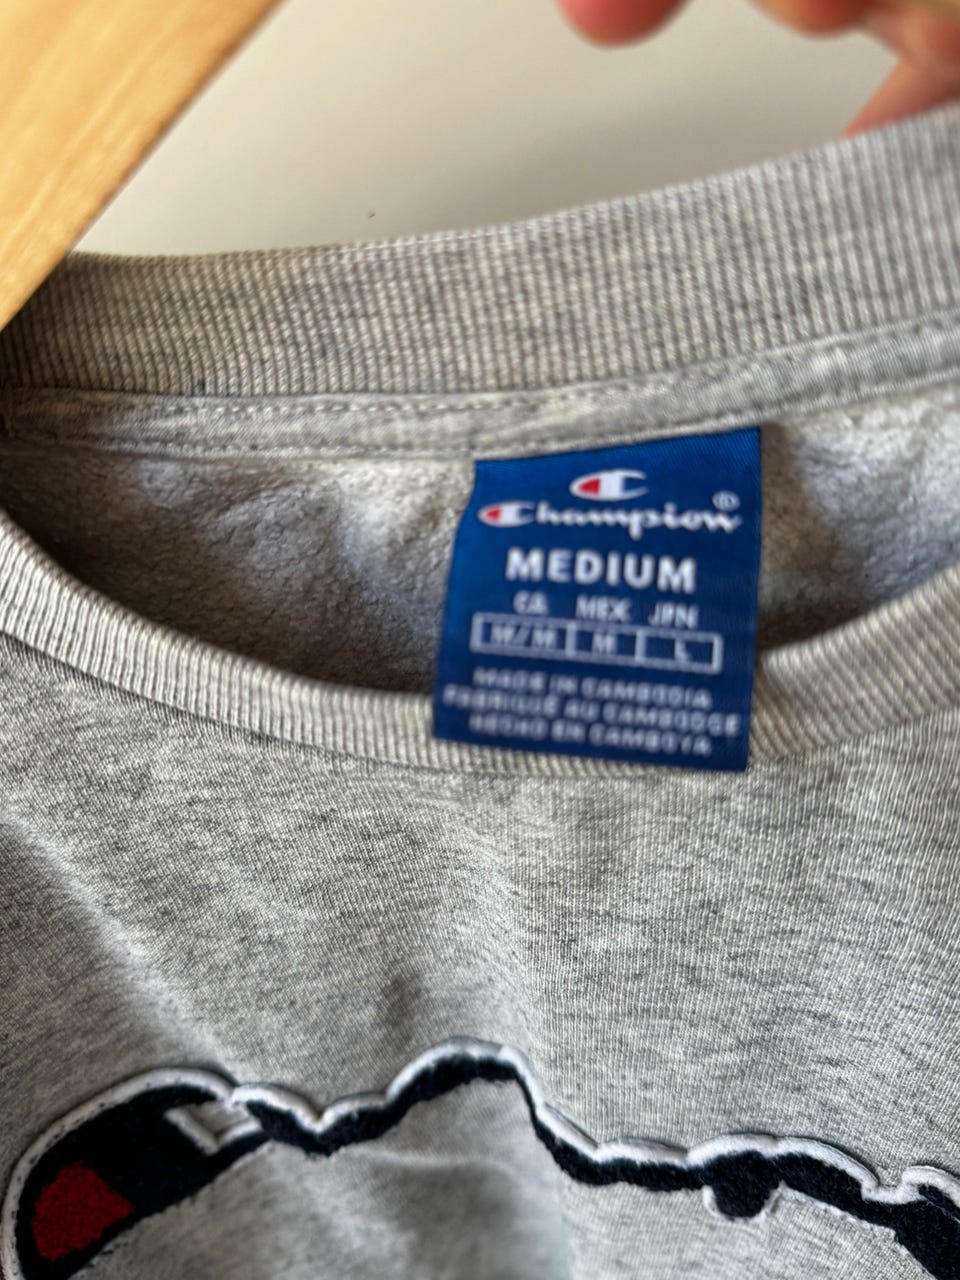 Champion®
MEDIUM
CA MEX JPN
M/M M L
MADE IN CAMBODIA
FABRIQUÉ AU CAMBODGE
HECHO EN CAMBOYA